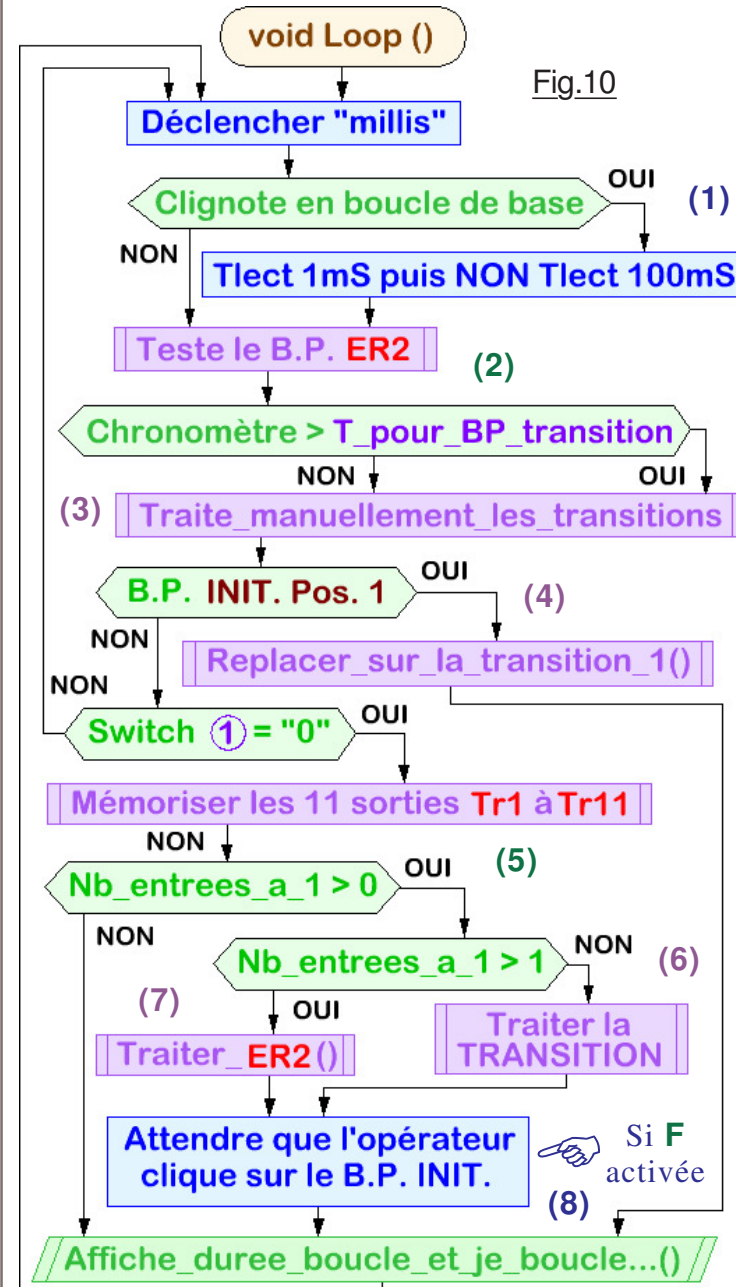 void Loop ()
Fig.10
Déclencher "millis"
Clignote en boucle de base
OUI
(1)
NON
Tlect 1mS puis NON Tlect 100mS
Teste le B.P. ER2
(2)
Chronomètre > T_pour_BP_transition
NON
OUI
(3)
Traite_manuellement_les_transitions
B.P. INIT. Pos. 1
OUI
(4)
NON
Replacer_sur_la_transition_1()
NON
Switch 1 = "0"
OUI
Mémoriser les 11 sorties Tr1 à Tr11
NON
(5)
Nb_entrees_a_1 > 0
OUI
NON
Nb_entrees_a_1 > 1
NON
(6)
(7)
OUI
Traiter_ER2()
Traiter la
TRANSITION
Attendre que l'opérateur
clique sur le B.P. INIT.
Si F
activée
(8)
Affiche_duree_boucle_et_je_boucle...()